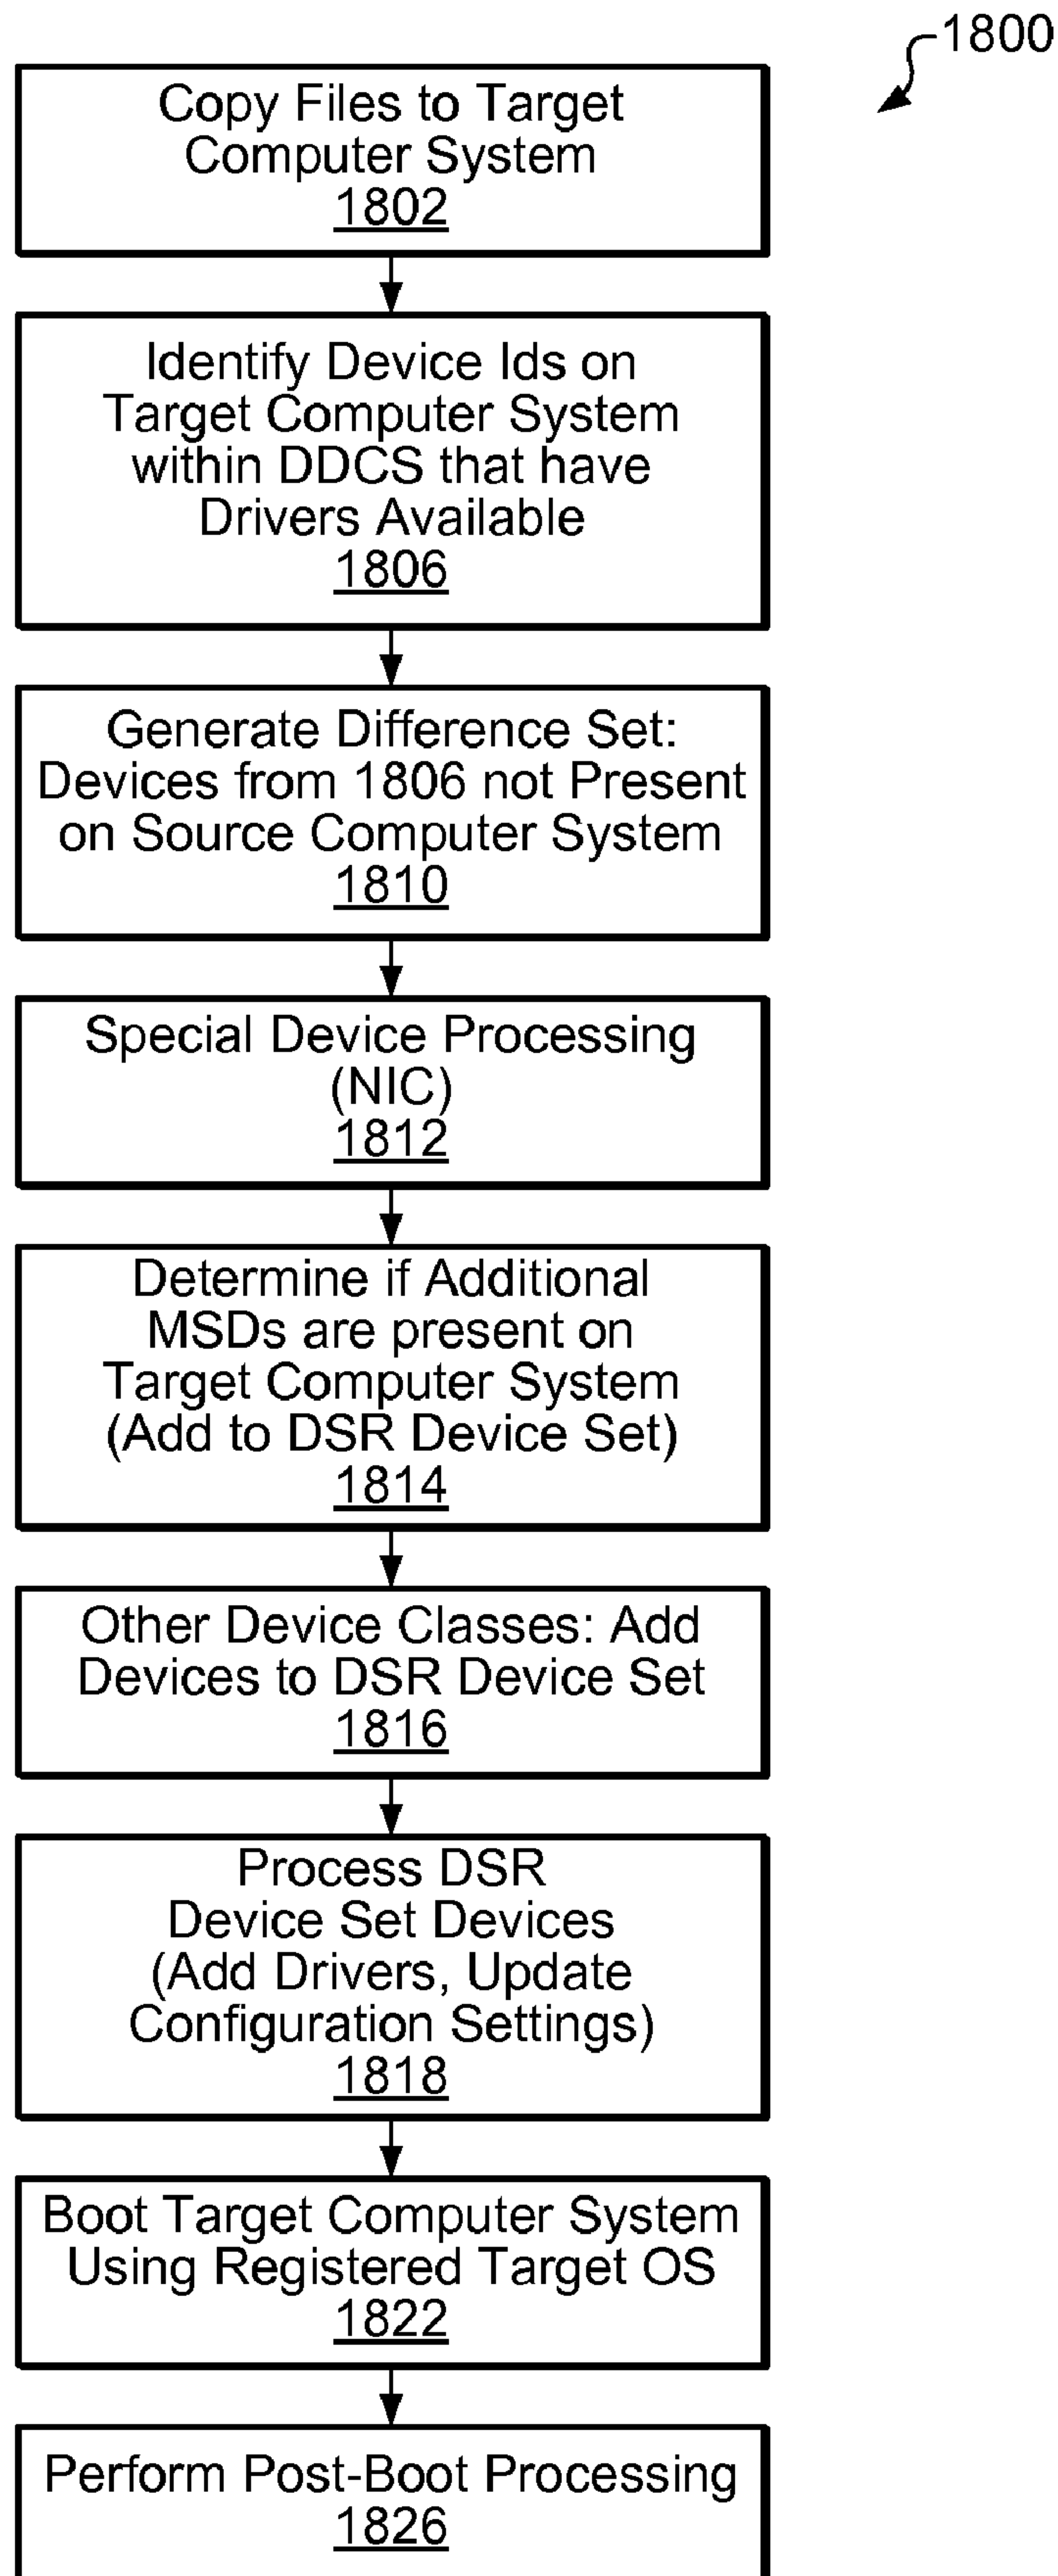 1800
Copy Files to Target
Computer System
1802
Identify Device Ids on
Target Computer System
within DDCS that have
Drivers Available
1806
Generate Difference Set:
Devices from 1806 not Present
on Source Computer System
1810
Special Device Processing
(NIC)
1812
Determine if Additional
MSDs are present on
Target Computer System
(Add to DSR Device Set)
1814
Other Device Classes: Add
Devices to DSR Device Set
1816
Process DSR
Device Set Devices
(Add Drivers, Update
Configuration Settings)
1818
Boot Target Computer System
Using Registered Target OS
1822
Perform Post-Boot Processing
1826